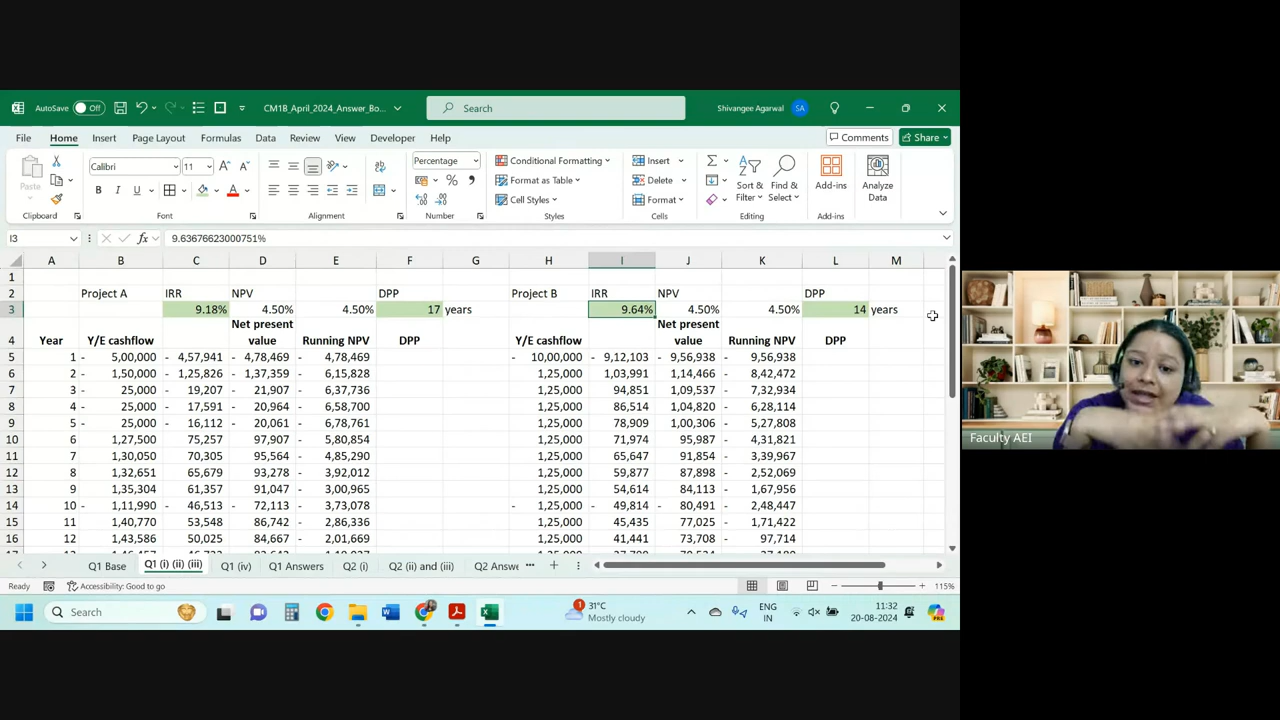 AutoSave Off CM1B_April_2024_Answer_Bo... Search Shivangee Agarwal SA
File Home Insert Page Layout Formulas Data Review View Developer Help Comments Share
Paste Calibri 11 Percentage Conditional Formatting Insert Sort & Find & Add-ins Analyze
B I U Format as Table Delete Filter Select Data
Cell Styles Format
Clipboard Font Alignment Number Styles Cells Editing Add-ins
I3 fx 9.63676623000751%
A B C D E F G H I J K L M
1
2 Project A IRR NPV DPP Project B IRR NPV DPP
3 9.18% 4.50% 4.50% 17 years 9.64% 4.50% 4.50% 14 years
Net present Net present
4 Year Y/E cashflow value Running NPV DPP Y/E cashflow value Running NPV DPP
5 1 - 5,00,000 - 4,57,941 - 4,78,469 - 4,78,469 - 10,00,000 - 9,12,103 - 9,56,938 - 9,56,938
6 2 - 1,50,000 - 1,25,826 - 1,37,359 - 6,15,828 1,25,000 1,03,991 1,14,466 - 8,42,472
7 3 - 25,000 - 19,207 - 21,907 - 6,37,736 1,25,000 94,851 1,09,537 - 7,32,934
8 4 - 25,000 - 17,591 - 20,964 - 6,58,700 1,25,000 86,514 1,04,820 - 6,28,114
9 5 - 25,000 - 16,112 - 20,061 - 6,78,761 1,25,000 78,909 1,00,306 - 5,27,808
10 6 1,27,500 75,257 97,907 - 5,80,854 1,25,000 71,974 95,987 - 4,31,821
11 7 1,30,050 70,305 95,564 - 4,85,290 1,25,000 65,647 91,854 - 3,39,967
12 8 1,32,651 65,679 93,278 - 3,92,012 1,25,000 59,877 87,898 - 2,52,069
13 9 1,35,304 61,357 91,047 - 3,00,965 1,25,000 54,614 84,113 - 1,67,956
14 10 - 1,11,990 - 46,513 - 72,113 - 3,73,078 - 1,25,000 - 49,814 - 80,491 - 2,48,447
15 11 1,40,770 53,548 86,742 - 2,86,336 1,25,000 45,435 77,025 - 1,71,422
16 12 1,43,586 50,025 84,667 - 2,01,669 1,25,000 41,441 73,708 - 97,714
Q1 Base Q1 (i) (ii) (iii) Q1 (iv) Q1 Answers Q2 (i) Q2 (ii) and (iii) Q2 Answe
Ready Accessibility: Good to go 115%
Search 1 31°C Mostly cloudy ENG IN 11:32 20-08-2024
Faculty AEI